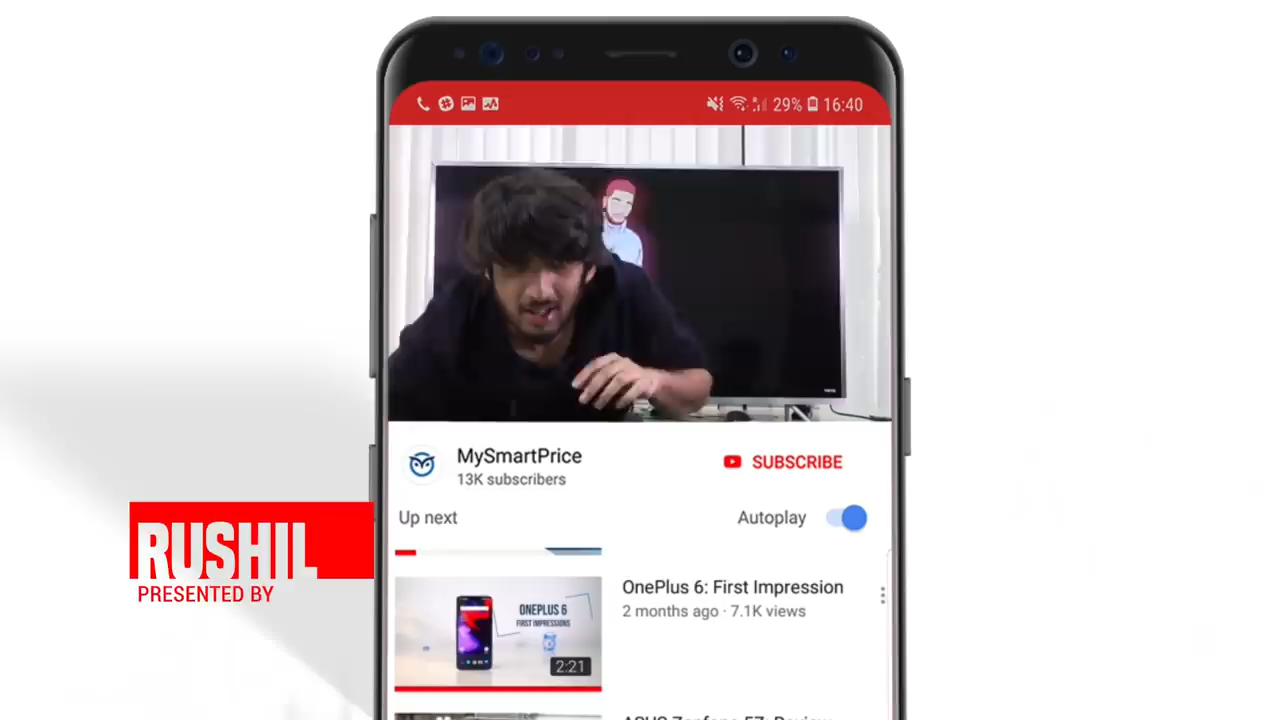 29% 16:40
MySmartPrice
13K subscribers
SUBSCRIBE
Up next
Autoplay
RUSHIL
PRESENTED BY
OnePlus 6: First Impression
2 months ago · 7.1K views
ONEPLUS 6
FIRST IMPRESSIONS
2:21